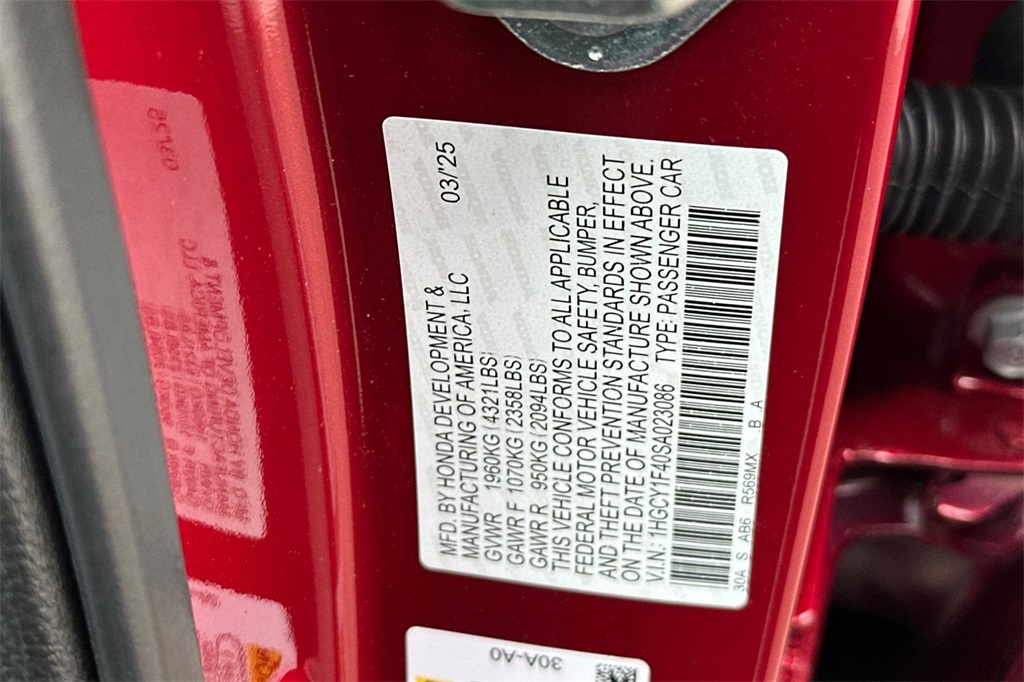 MFD. BY HONDA DEVELOPMENT &
MANUFACTURING OF AMERICA, LLC 03/'25
GVWR 1960KG(4321LBS)
GAWR F 1070KG(2358LBS)
GAWR R 950KG(2094LBS)
THIS VEHICLE CONFORMS TO ALL APPLICABLE
FEDERAL MOTOR VEHICLE SAFETY, BUMPER,
AND THEFT PREVENTION STANDARDS IN EFFECT
ON THE DATE OF MANUFACTURE SHOWN ABOVE.
V.I.N.: 1HGCY1F40SA023086 TYPE: PASSENGER CAR
30A S AB6 R569MX .B .A
30A-A0